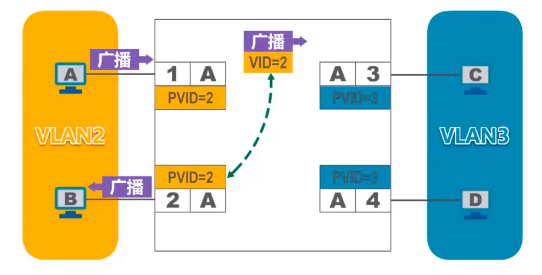 广播
广播
VID=2
A
1 A
A 3
C
PVID=2
PVID=3
VLAN2
VLAN3
PVID=2
PVID=3
广播
B
2 A
A 4
D